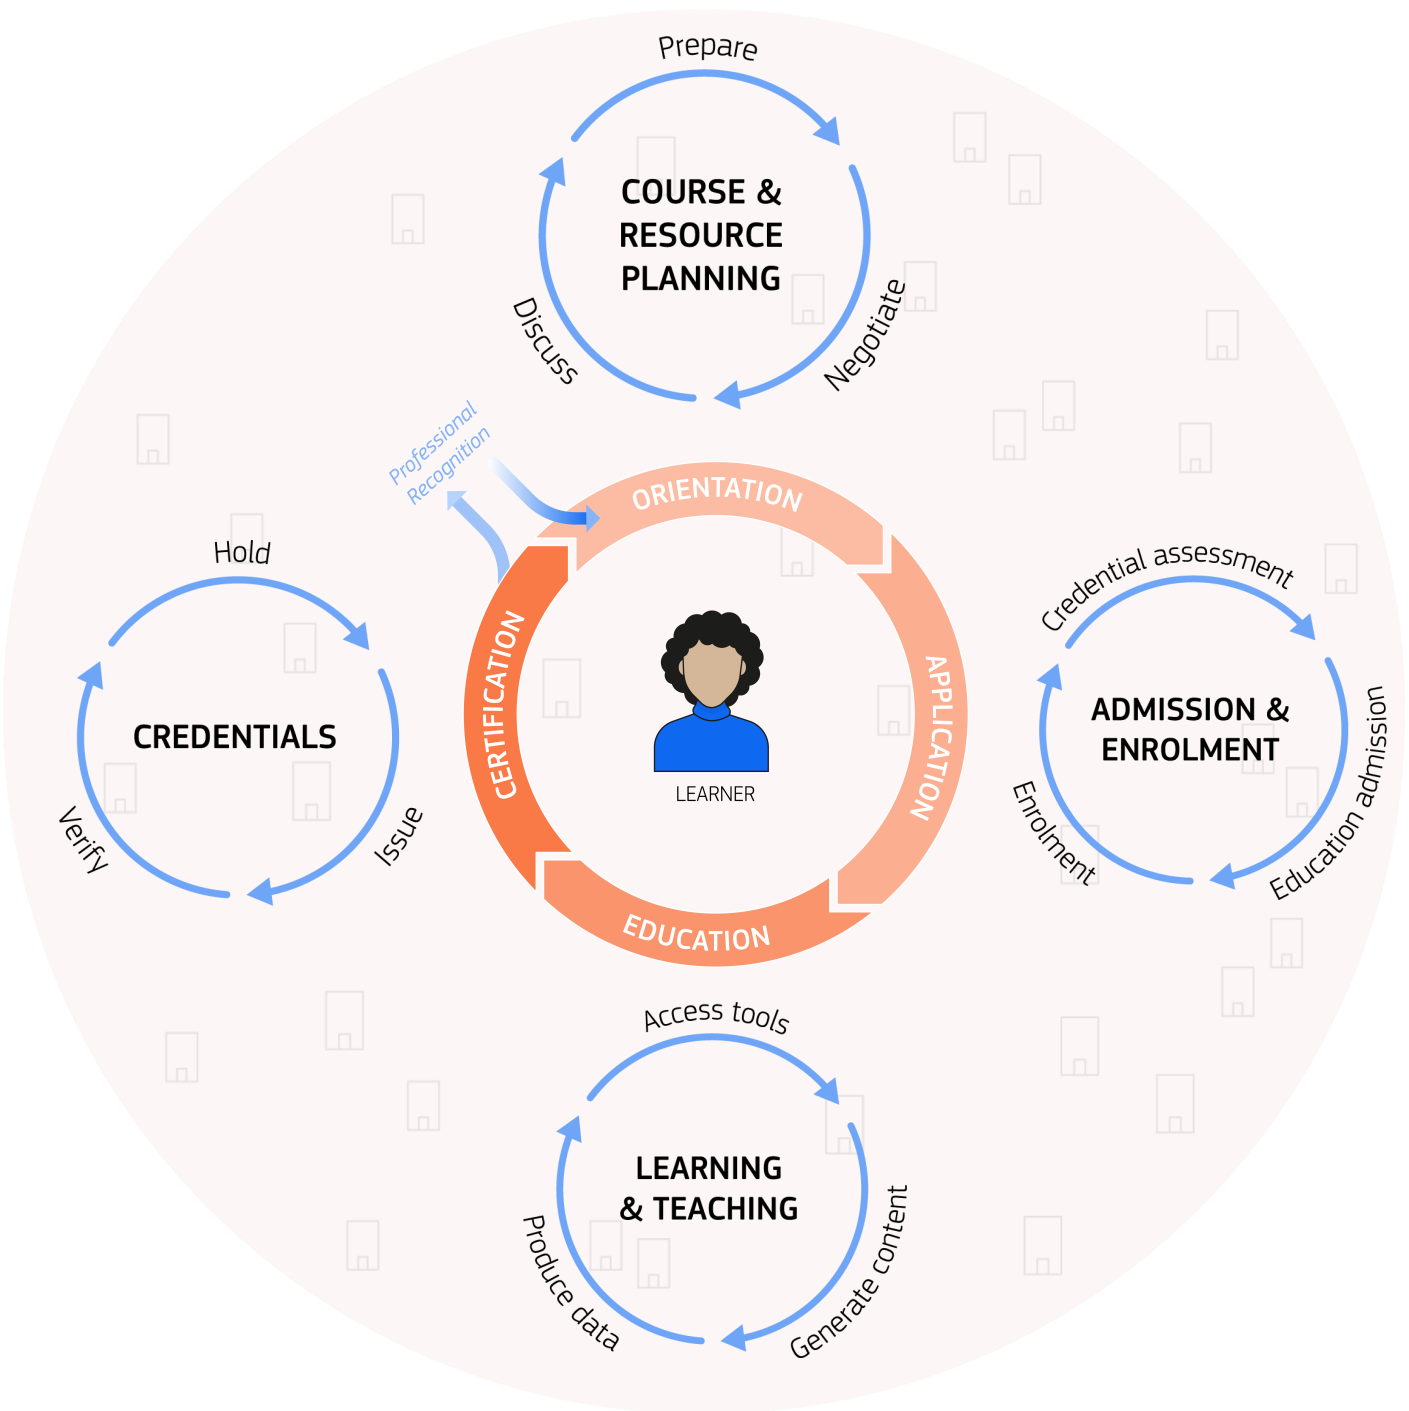 Prepare
COURSE &
RESOURCE
PLANNING
Discuss
Negotiate
Professional
Recognition
ORIENTATION
Hold
CREDENTIALS
Verify
Issue
CERTIFICATION
LEARNER
APPLICATION
Credential assessment
ADMISSION &
ENROLMENT
Enrolment
Education admission
EDUCATION
Access tools
LEARNING
& TEACHING
Produce data
Generate content